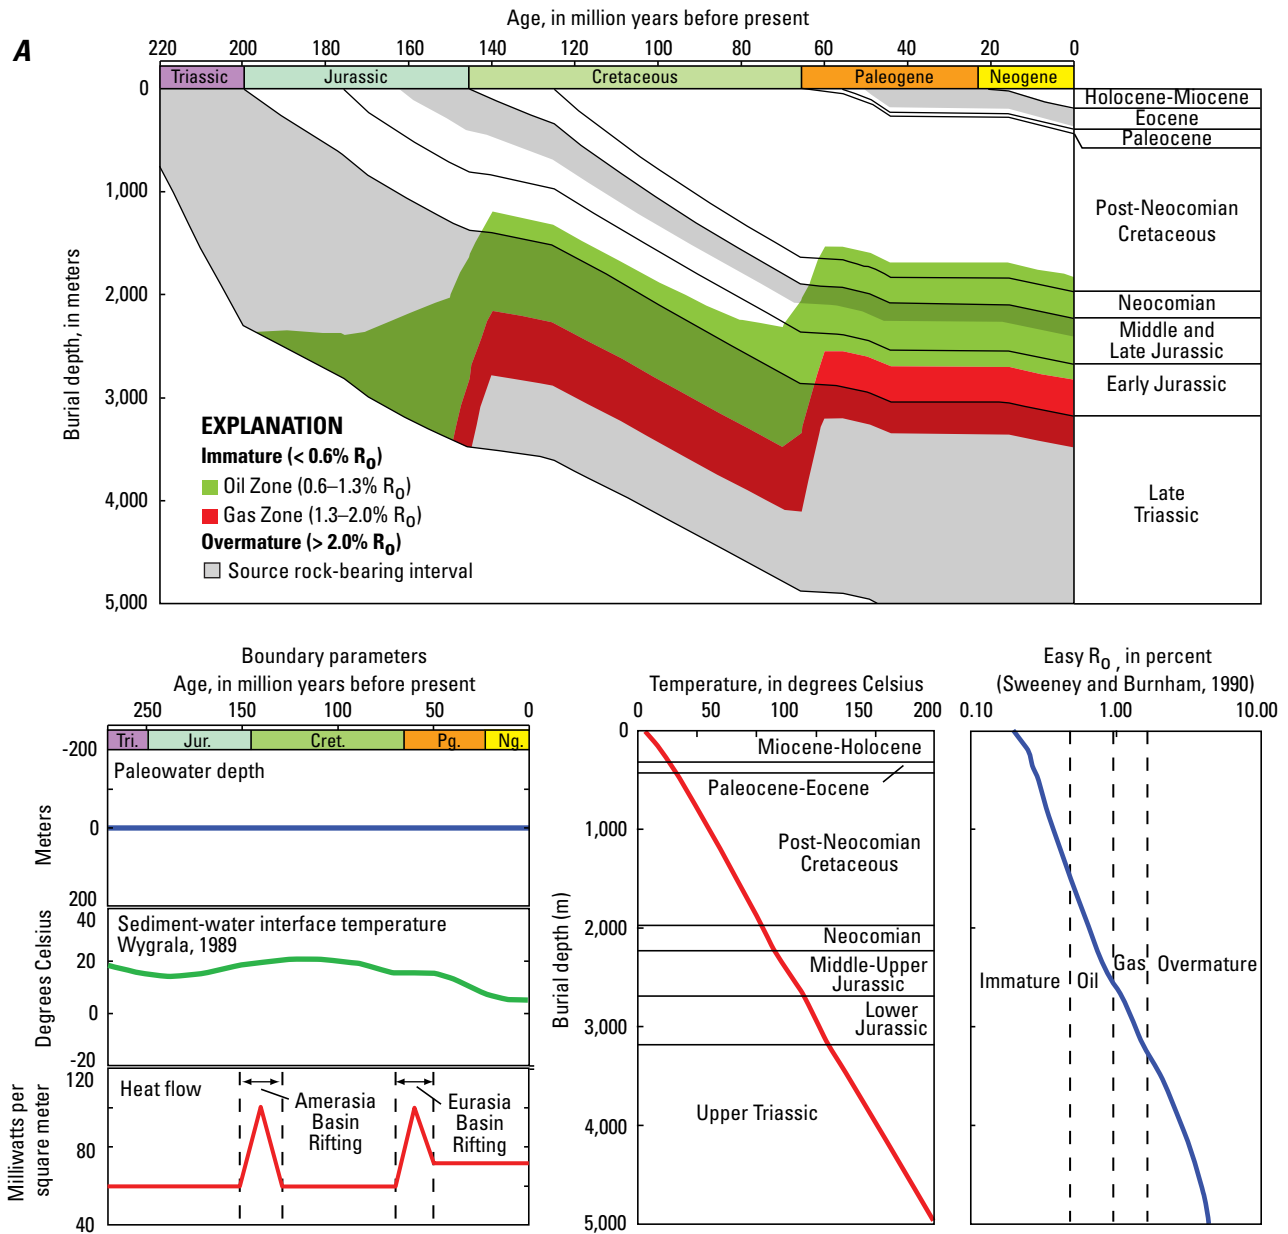 A
Age, in million years before present
220 200 180 160 140 120 100 80 60 40 20 0
Triassic Jurassic Cretaceous Paleogene Neogene
Burial depth, in meters
0
1,000
2,000
3,000
4,000
5,000
Holocene-Miocene
Eocene
Paleocene
Post-Neocomian
Cretaceous
Neocomian
Middle and
Late Jurassic
Early Jurassic
Late
Triassic
EXPLANATION
Immature (< 0.6% Ro)
Oil Zone (0.6–1.3% Ro)
Gas Zone (1.3–2.0% Ro)
Overmature (> 2.0% Ro)
Source rock-bearing interval
Boundary parameters
Age, in million years before present
250 150 100 50 0
Tri. Jur. Cret. Pg. Ng.
Meters
-200
0
200
Paleowater depth
Degrees Celsius
40
20
0
-20
Sediment-water interface temperature
Wygrala, 1989
Milliwatts per
square meter
120
80
40
Heat flow
Amerasia
Basin
Rifting
Eurasia
Basin
Rifting
Temperature, in degrees Celsius
0 50 100 150 200
Burial depth (m)
0
1,000
2,000
3,000
4,000
5,000
Miocene-Holocene
Paleocene-Eocene
Post-Neocomian
Cretaceous
Neocomian
Middle-Upper
Jurassic
Lower
Jurassic
Upper Triassic
Easy Ro, in percent
(Sweeney and Burnham, 1990)
0.10 1.00 10.00
Immature Oil Gas Overmature